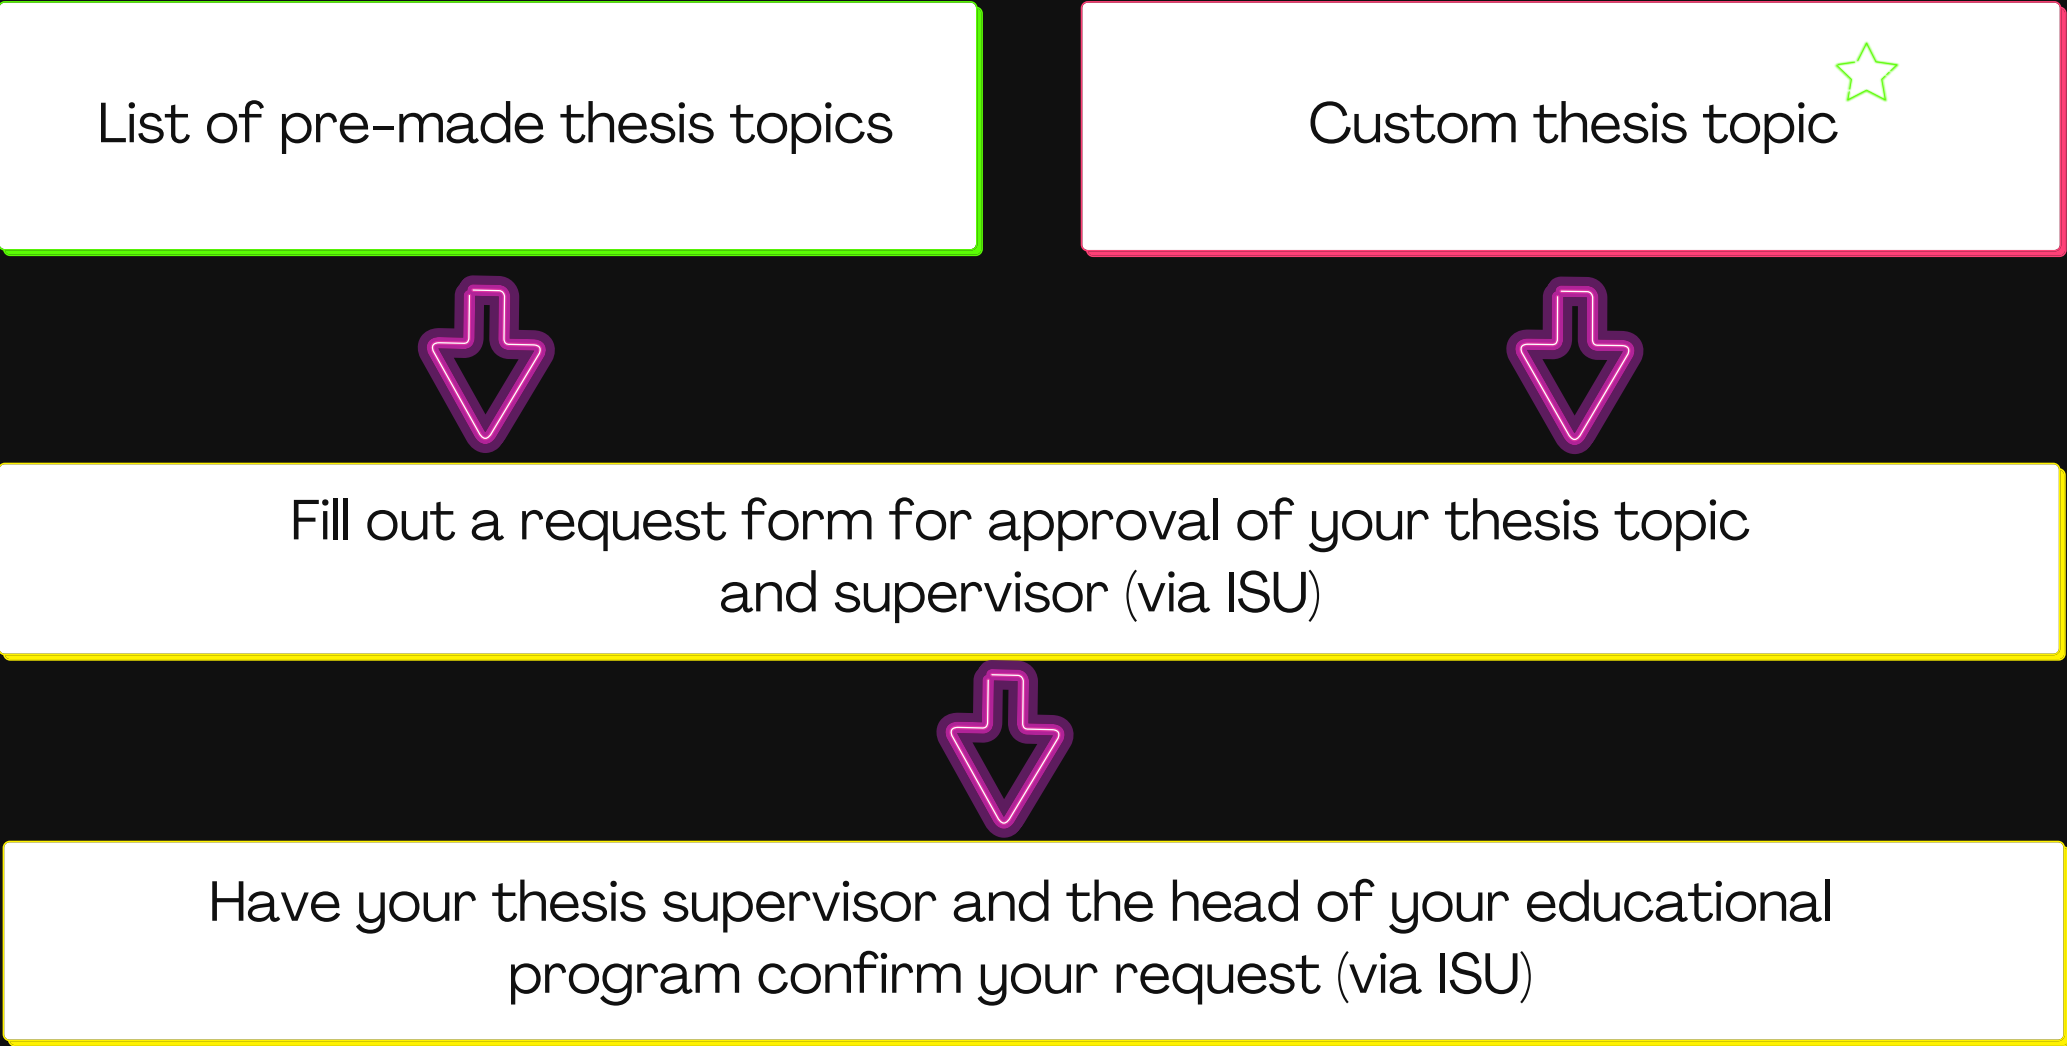 List of pre-made thesis topics
Custom thesis topic
Fill out a request form for approval of your thesis topic
and supervisor (via ISU)
Have your thesis supervisor and the head of your educational
program confirm your request (via ISU)